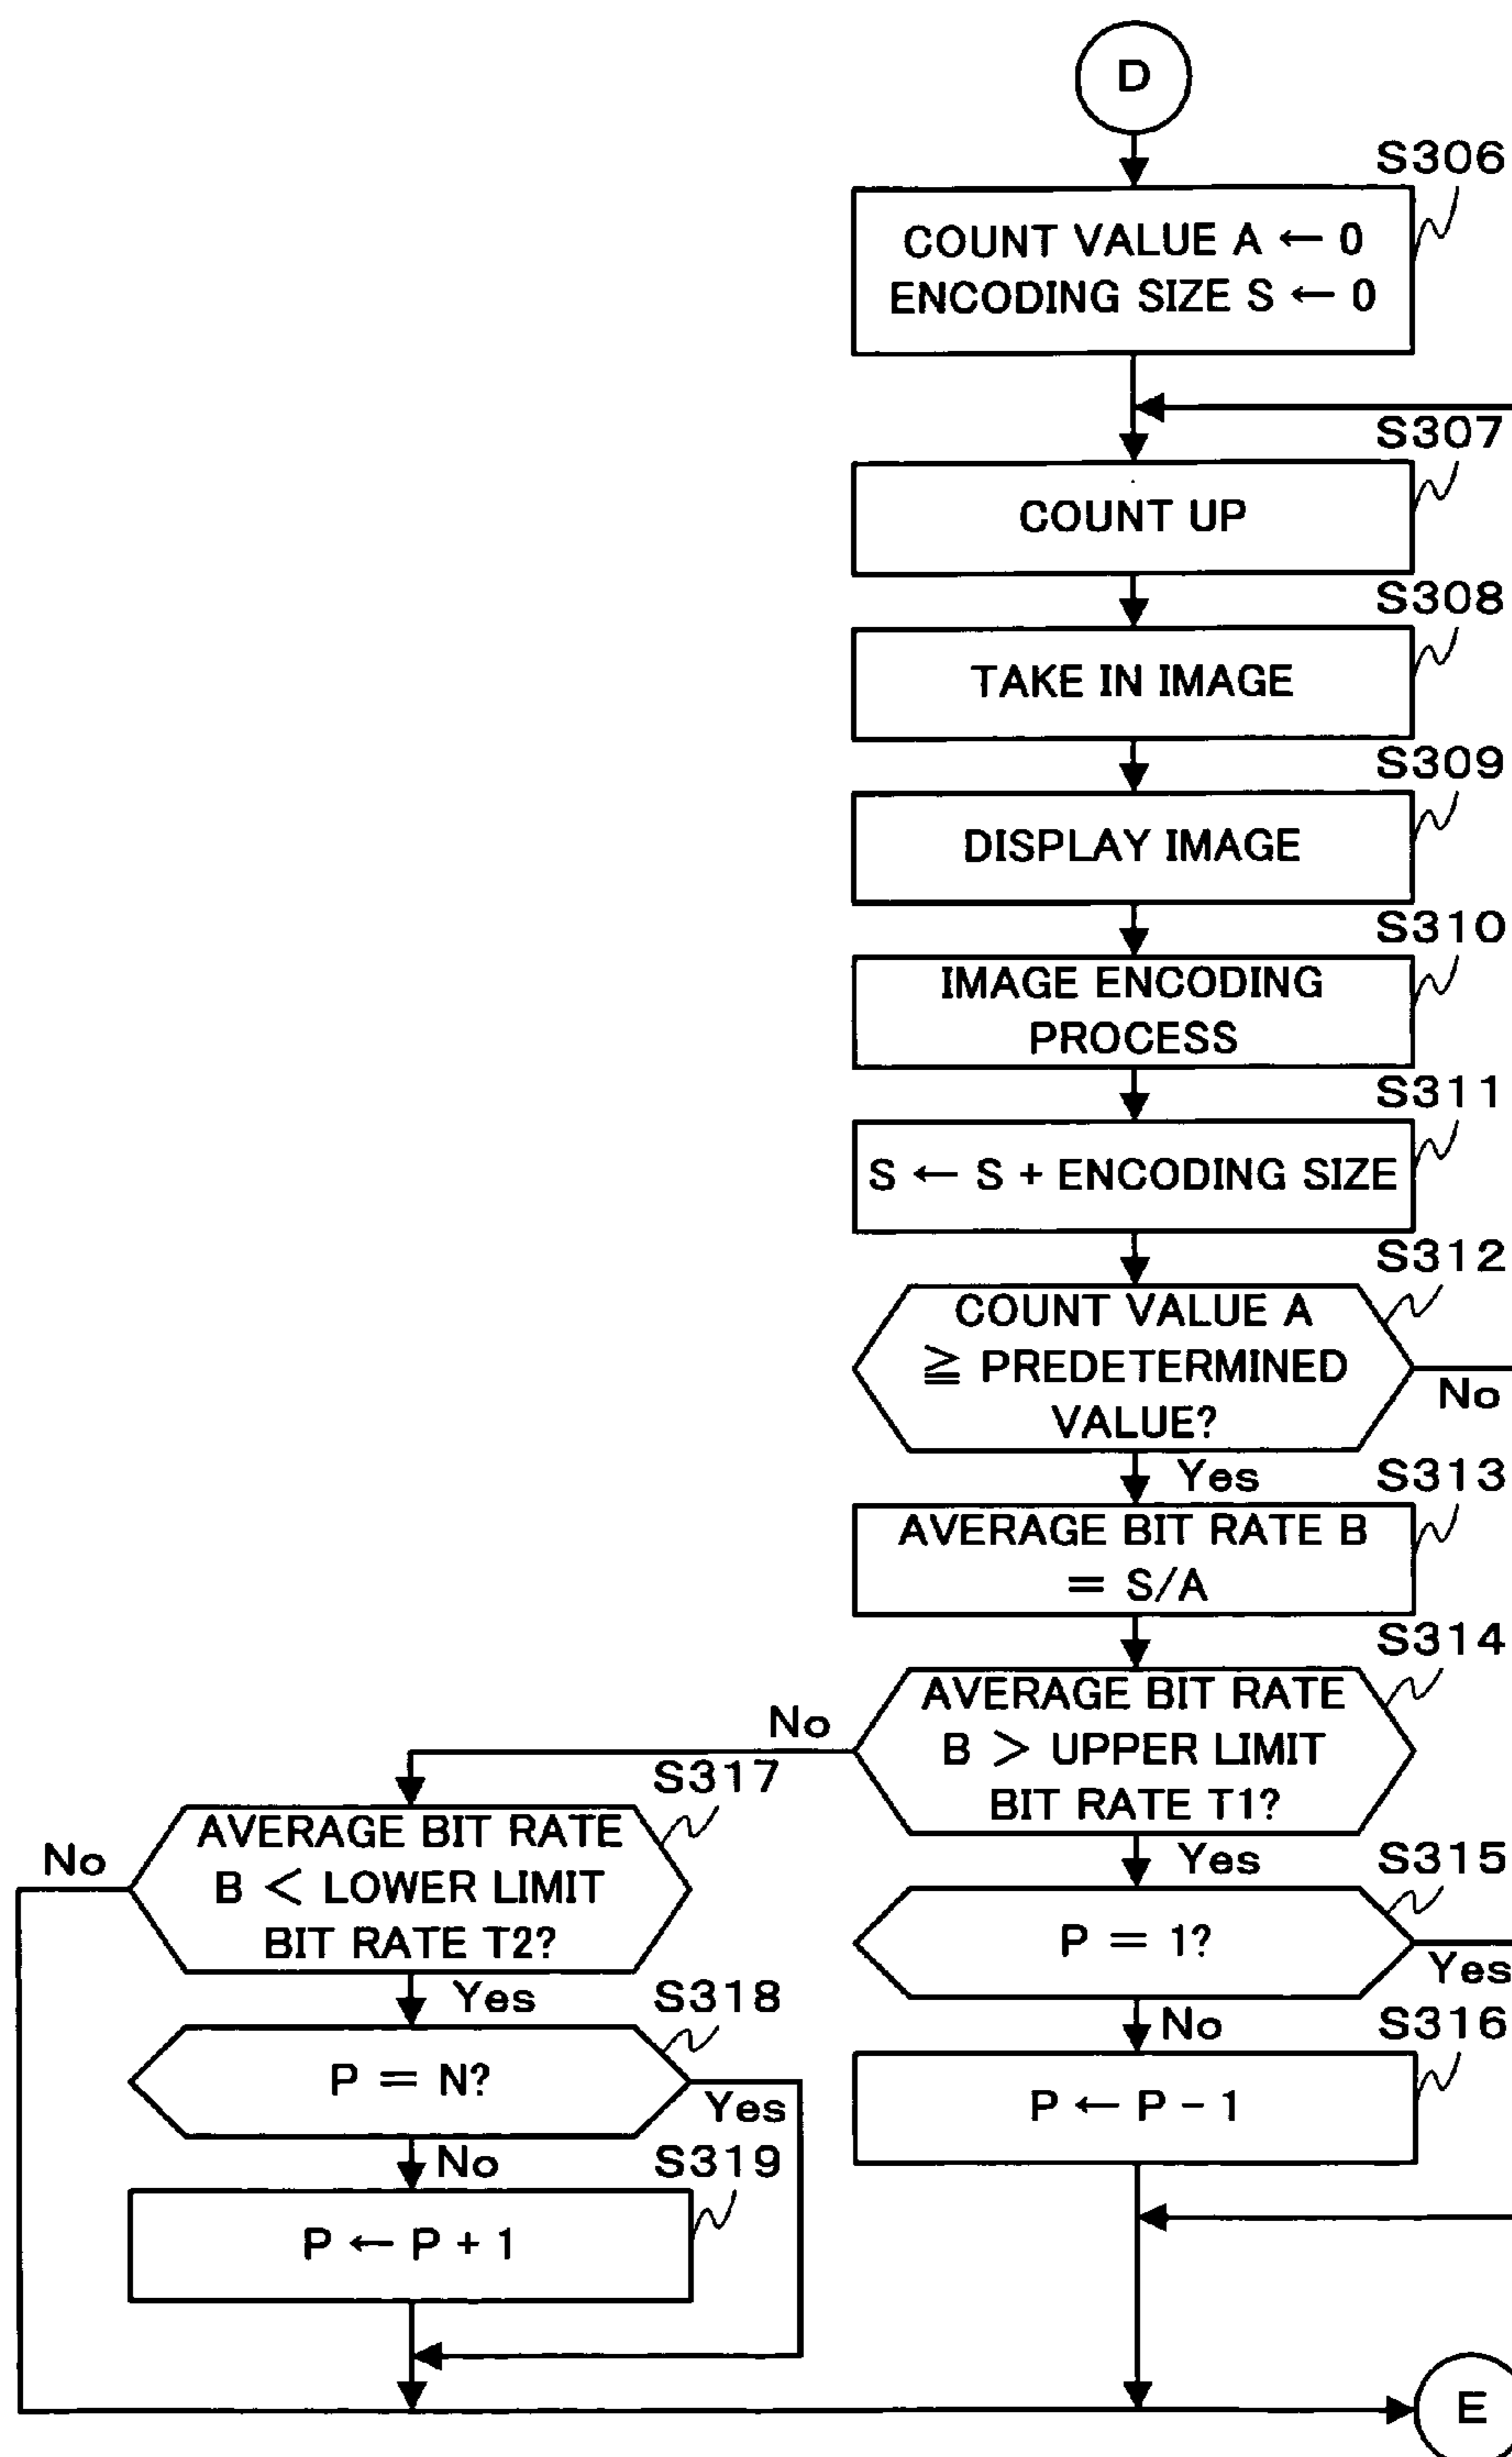 D
S306
COUNT VALUE A ← 0
ENCODING SIZE S ← 0
S307
COUNT UP
S308
TAKE IN IMAGE
S309
DISPLAY IMAGE
S310
IMAGE ENCODING
PROCESS
S311
S ← S + ENCODING SIZE
S312
COUNT VALUE A
≧ PREDETERMINED
VALUE?
No
Yes
S313
AVERAGE BIT RATE B
= S/A
S314
AVERAGE BIT RATE
B > UPPER LIMIT
BIT RATE T1?
No
Yes
S315
P = 1?
Yes
No
S316
P ← P - 1
S317
AVERAGE BIT RATE
B < LOWER LIMIT
BIT RATE T2?
No
Yes
S318
P = N?
Yes
No
S319
P ← P + 1
E